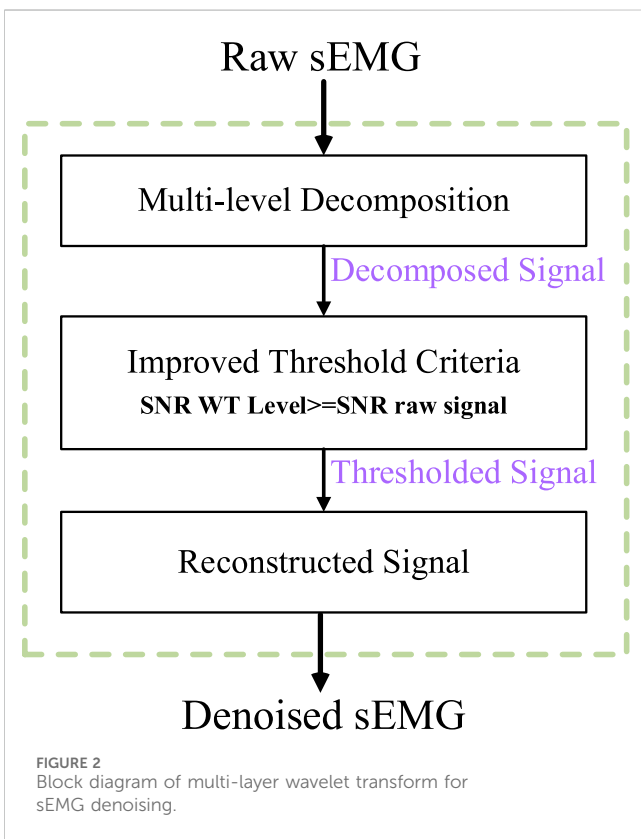 Raw sEMG
Multi-level Decomposition
Decomposed Signal
Improved Threshold Criteria
SNR WT Level>=SNR raw signal
Thresholded Signal
Reconstructed Signal
Denoised sEMG
FIGURE 2
Block diagram of multi-layer wavelet transform for
sEMG denoising.